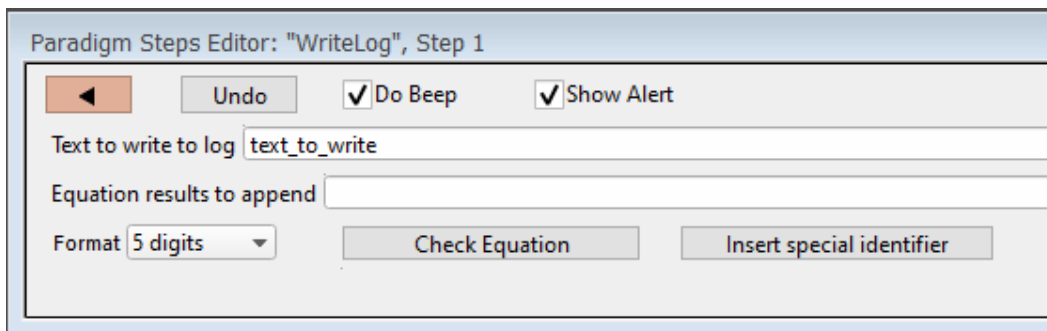 Paradigm Steps Editor: "WriteLog", Step 1
Undo Do Beep Show Alert
Text to write to log text_to_write
Equation results to append
Format 5 digits Check Equation Insert special identifier